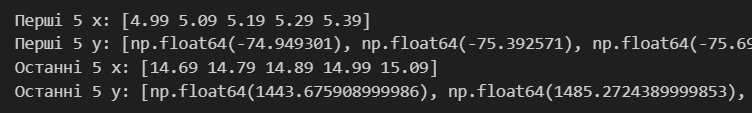 Перші 5 x: [4.99 5.09 5.19 5.29 5.39]
Перші 5 y: [np.float64(-74.949301), np.float64(-75.392571), np.float64(-75.69
Останні 5 x: [14.69 14.79 14.89 14.99 15.09]
Останні 5 y: [np.float64(1443.675908999986), np.float64(1485.2724389999853),